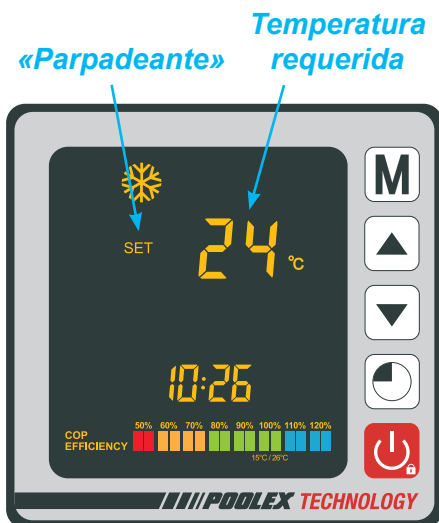 Temperatura
«Parpadeante» requerida
M
SET
24 °C
10:26
50% 60% 70% 80% 90% 100% 110% 120%
COP
EFFICIENCY
15°C / 26°C
POOLEX TECHNOLOGY